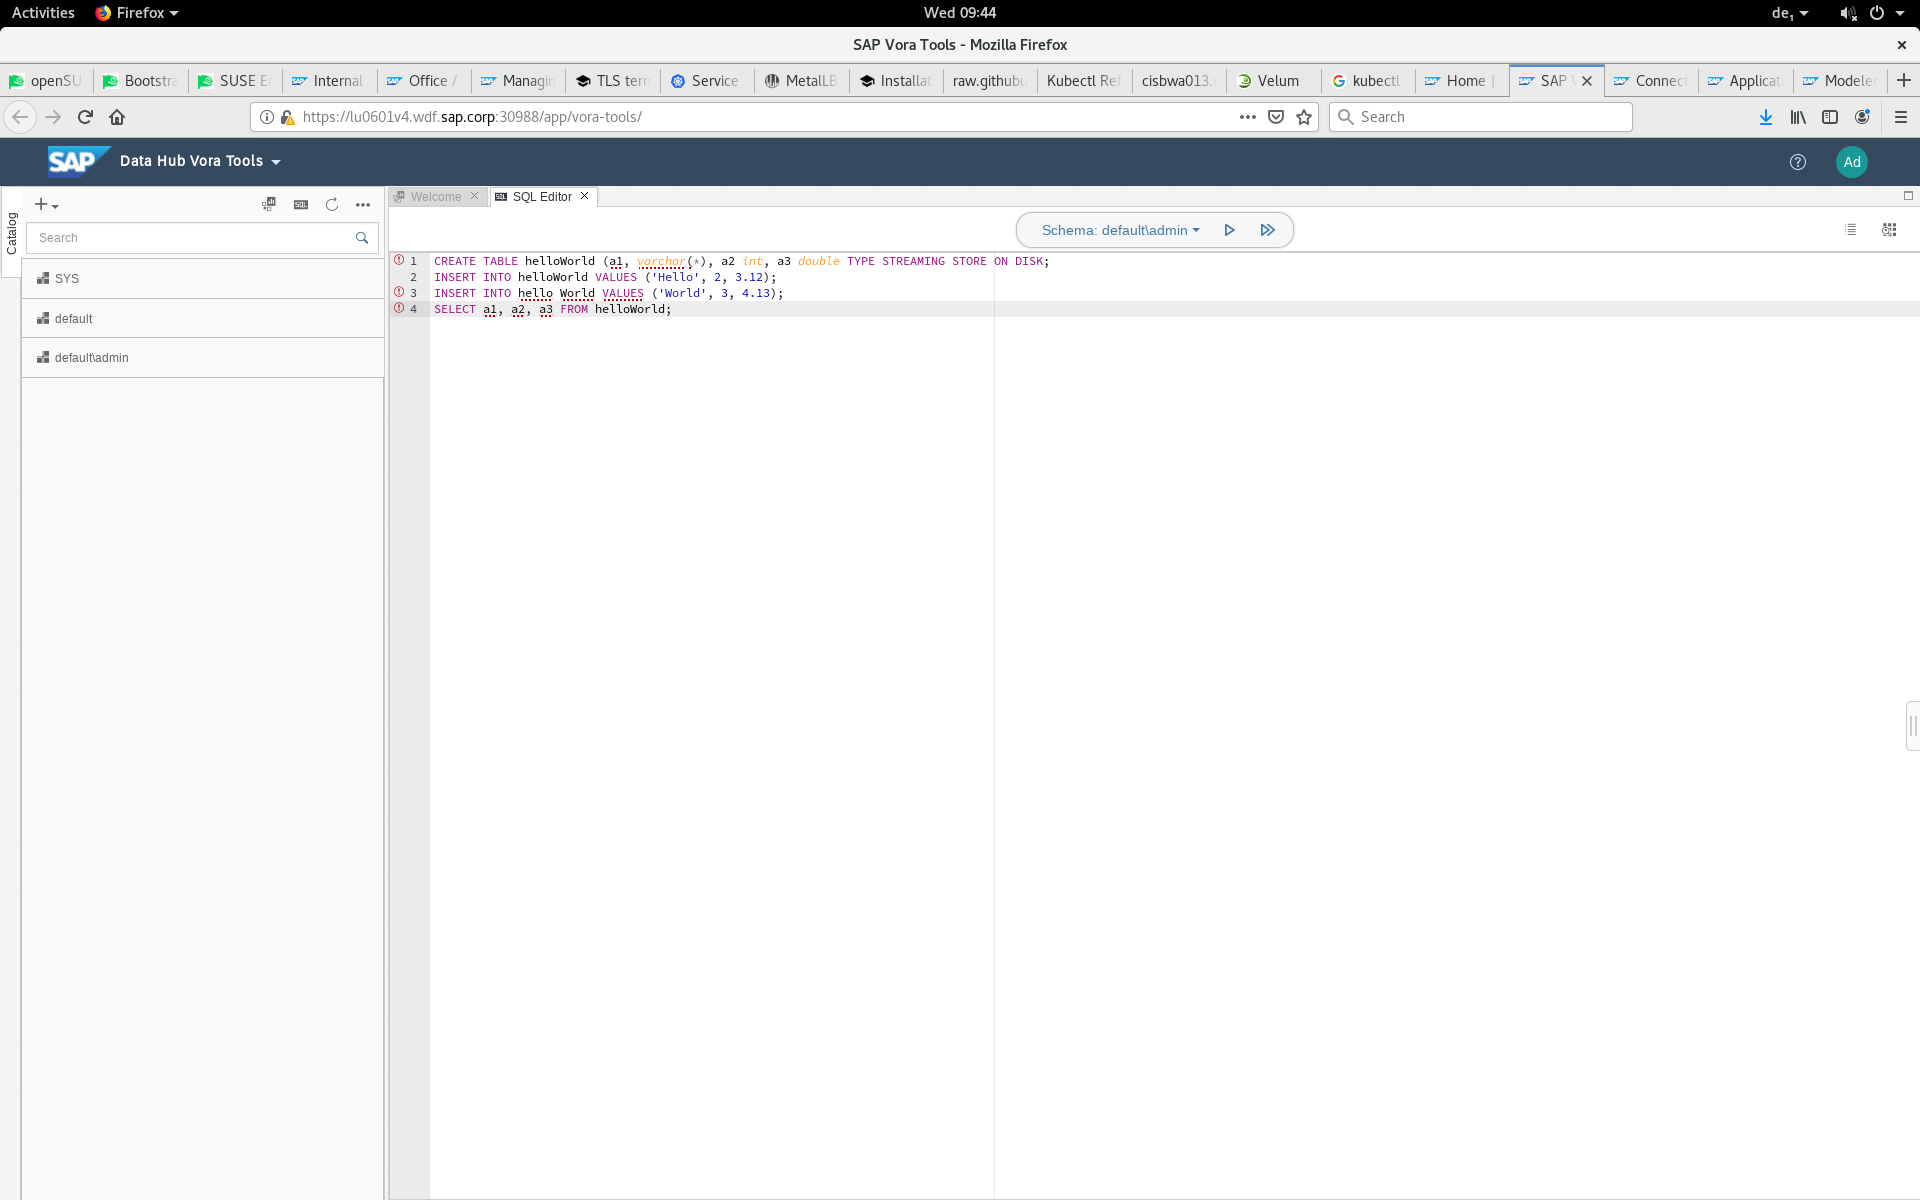 Activities Firefox Wed 09:44 de₁
SAP Vora Tools - Mozilla Firefox
openSU Bootstra SUSE E Internal Office / Managin TLS term Service MetalLB Installat raw.githubu Kubectl Ref cisbwa013. Velum kubectl Home | SAP V Connect Applicat Modeler
https://lu0601v4.wdf.sap.corp:30988/app/vora-tools/ Search
SAP Data Hub Vora Tools Ad
Catalog
Welcome SQL Editor
Search
Schema: default\admin
SYS
default
default\admin
1 CREATE TABLE helloWorld (a1, varchar(*), a2 int, a3 double TYPE STREAMING STORE ON DISK;
2 INSERT INTO helloWorld VALUES ('Hello', 2, 3.12);
3 INSERT INTO hello World VALUES ('World', 3, 4.13);
4 SELECT a1, a2, a3 FROM helloWorld;